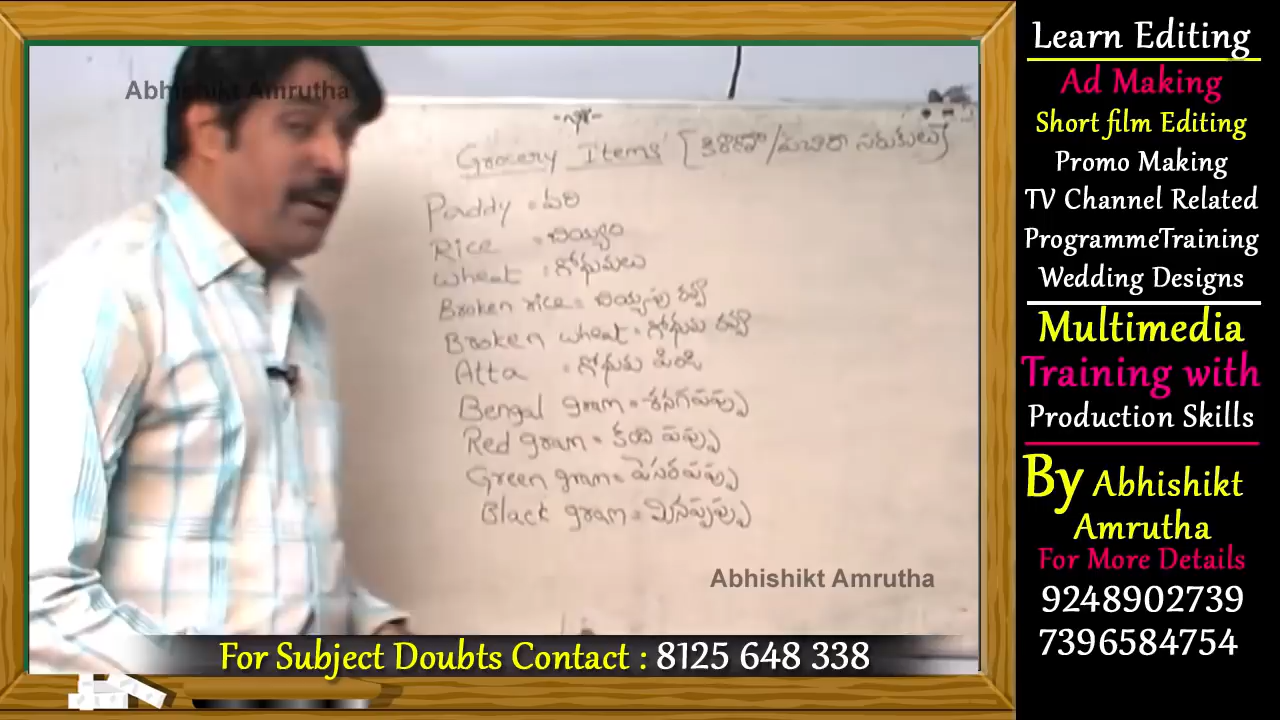 Abhishikt Amrutha
Grocery Items [కిరాణా/పచారి సరుకులు]
Paddy = వరి
Rice = బియ్యం
Wheat = గోధుమలు
Broken rice = బియ్యపు రవ్వ
Broken wheat = గోధుమ రవ్వ
Atta = గోధుమ పిండి
Bengal gram = శనగపప్పు
Red gram = కంది పప్పు
Green gram = పెసరపప్పు
Black gram = మినపప్పు
Abhishikt Amrutha
For Subject Doubts Contact : 8125 648 338
Learn Editing
Ad Making
Short film Editing
Promo Making
TV Channel Related
ProgrammeTraining
Wedding Designs
Multimedia
Training with
Production Skills
By Abhishikt
Amrutha
For More Details
9248902739
7396584754